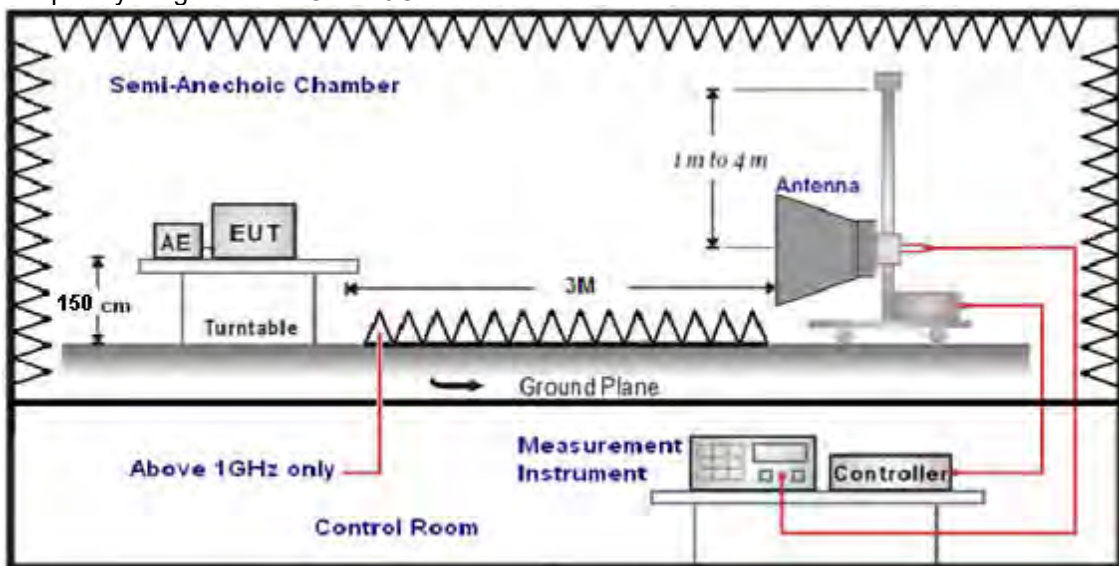 Semi-Anechoic Chamber
1 m to 4 m
Antenna
AE
EUT
150 cm
3M
Turntable
Ground Plane
Above 1GHz only
Measurement
Instrument
Controller
Control Room